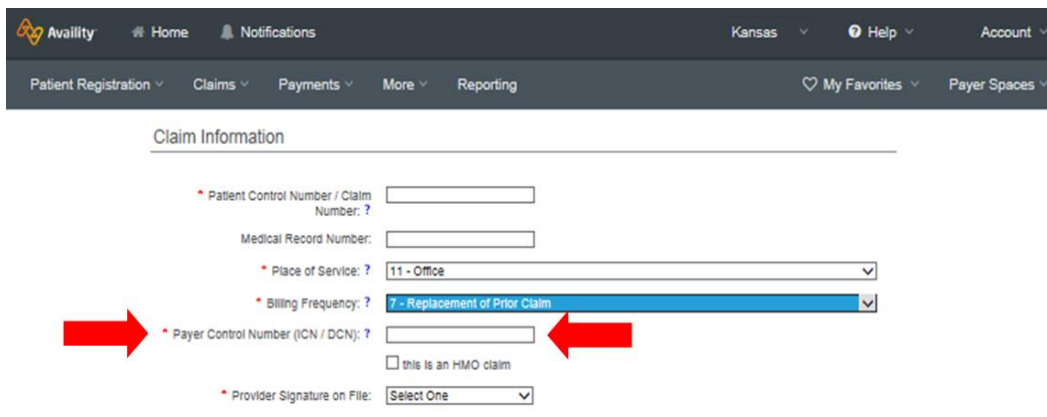 Availity Home Notifications Kansas Help Account
Patient Registration Claims Payments More Reporting My Favorites Payer Spaces
Claim Information
* Patient Control Number / Claim
Number: ?
Medical Record Number:
* Place of Service: ? 11 - Office
* Billing Frequency: ? 7 - Replacement of Prior Claim
* Payer Control Number (ICN / DCN): ?
this is an HMO claim
* Provider Signature on File: Select One